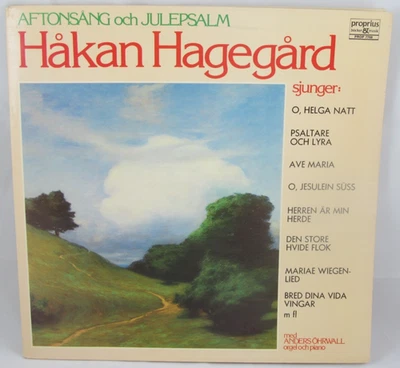 AFTONSÅNG och JULEPSALM
Håkan Hagegård
proprius
PROP 7770
sjunger:
O, HELGA NATT
PSALTARE
OCH LYRA
AVE MARIA
O, JESULEIN SÜSS
HERREN ÄR MIN
HERDE
DEN STORE
HVIDE FLOK
MARIAE WIEGEN-
LIED
BRED DINA VIDA
VINGAR
m fl
med
ANDERS ÖHRWALL
orgel och piano